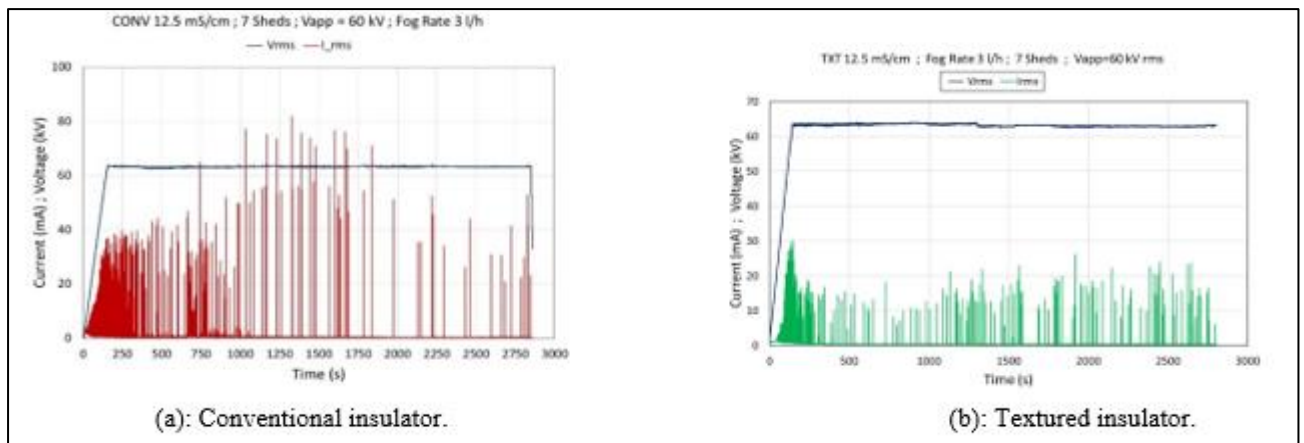 CONV 12.5 mS/cm ; 7 Sheds ; Vapp = 60 kV ; Fog Rate 3 l/h
Vrms I_rms
Current (mA) ; Voltage (kV)
100
80
60
40
20
0
0 250 500 750 1000 1250 1500 1750 2000 2250 2500 2750 3000
Time (s)
(a): Conventional insulator.
TXT 12.5 mS/cm ; Fog Rate 3 l/h ; 7 Sheds ; Vapp=60 kV rms
Vrms Irms
Current (mA) ; Voltage (kV)
70
60
50
40
30
20
10
0
0 500 1000 1500 2000 2500 3000
Time (s)
(b): Textured insulator.